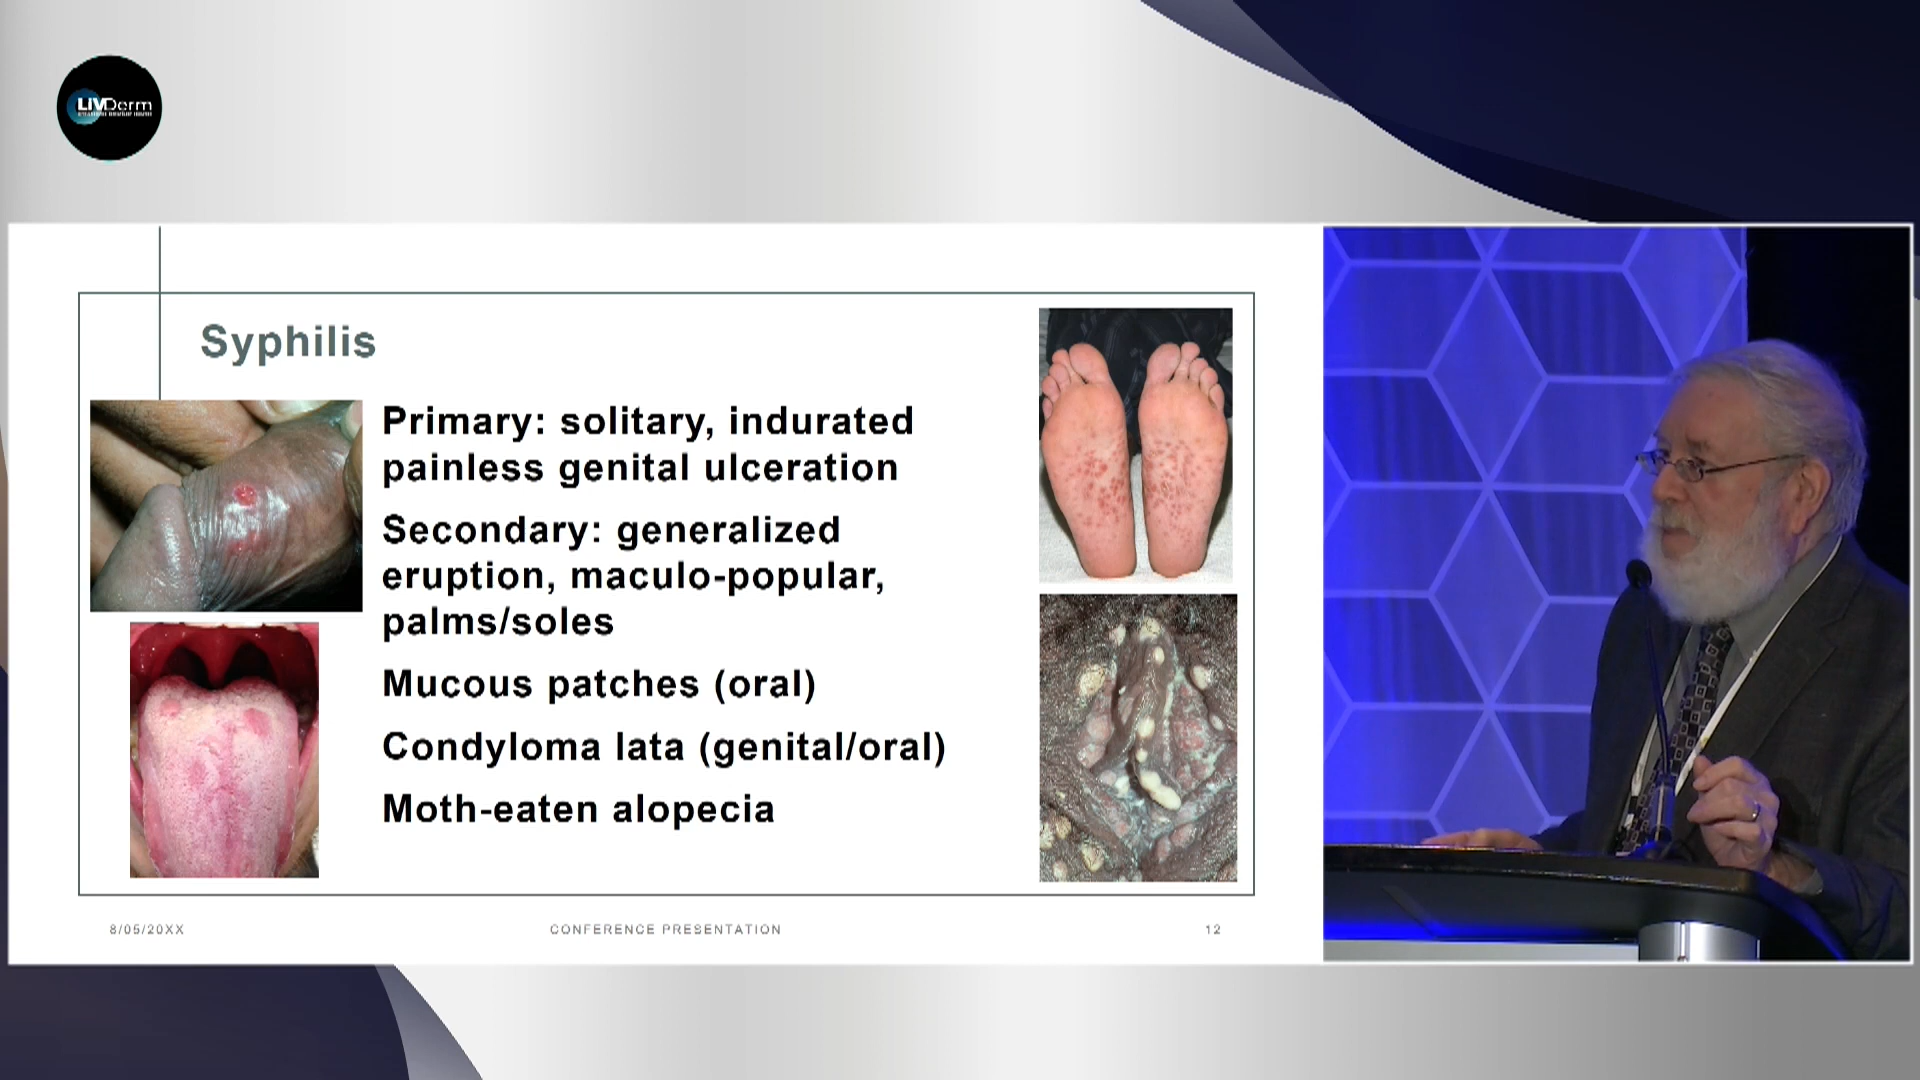 LIVDerm
Syphilis
Primary: solitary, indurated
painless genital ulceration
Secondary: generalized
eruption, maculo-popular,
palms/soles
Mucous patches (oral)
Condyloma lata (genital/oral)
Moth-eaten alopecia
8/05/20XX
CONFERENCE PRESENTATION
12